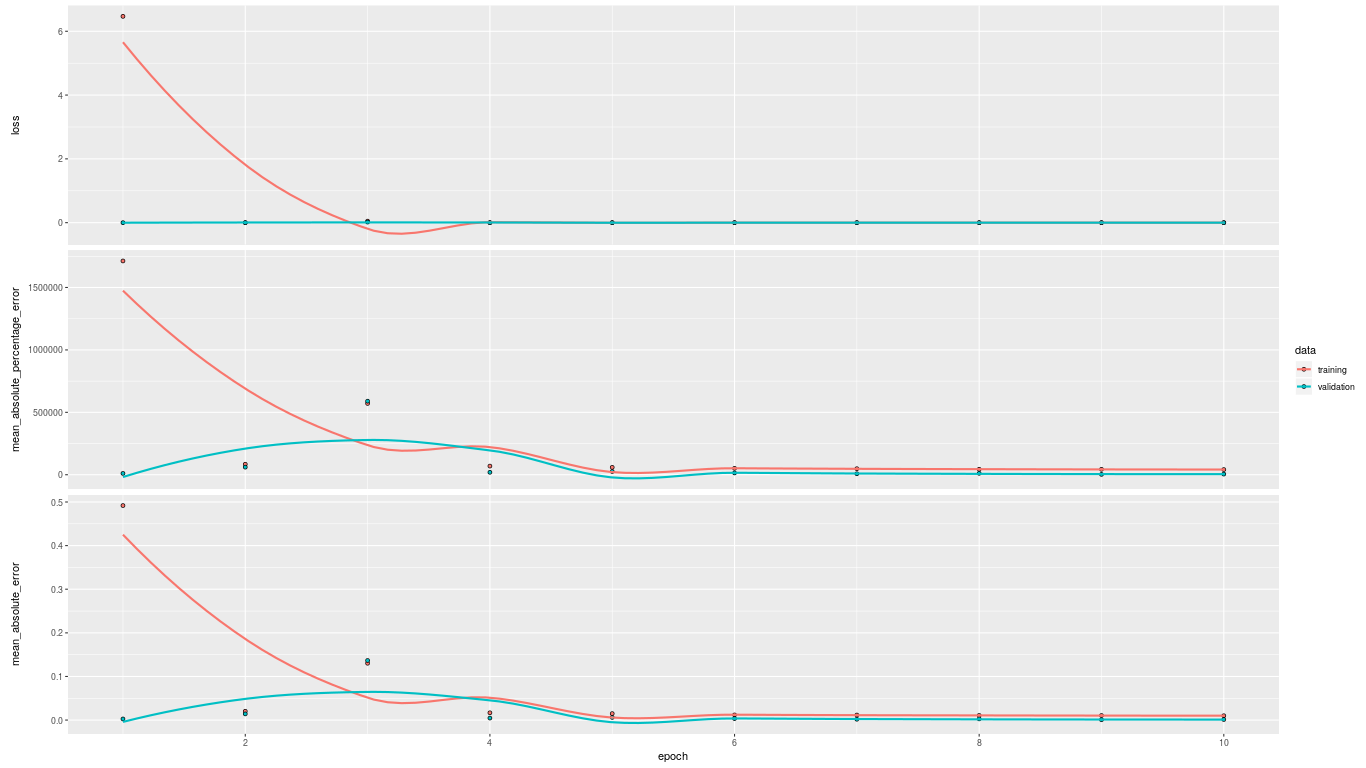 loss
6
4
2
0
mean_absolute_percentage_error
1500000
1000000
500000
0
mean_absolute_error
0.5
0.4
0.3
0.2
0.1
0.0
2
4
6
8
10
epoch
data
training
validation